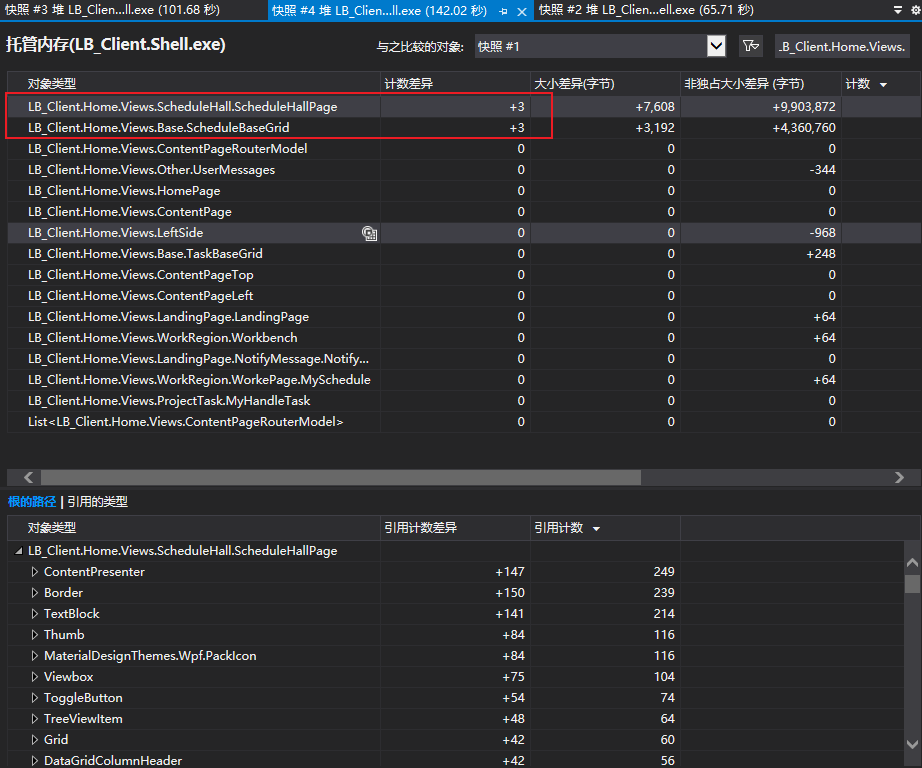 快照 #3 堆 LB_Clien...ll.exe (101.68 秒) 快照 #4 堆 LB_Clien...ll.exe (142.02 秒) 快照 #2 堆 LB_Clien...ell.exe (65.71 秒)
托管内存(LB_Client.Shell.exe) 与之比较的对象: 快照 #1 .B_Client.Home.Views.
对象类型 计数差异 大小差异(字节) 非独占大小差异 (字节) 计数
LB_Client.Home.Views.ScheduleHall.ScheduleHallPage +3 +7,608 +9,903,872
LB_Client.Home.Views.Base.ScheduleBaseGrid +3 +3,192 +4,360,760
LB_Client.Home.Views.ContentPageRouterModel 0 0 0
LB_Client.Home.Views.Other.UserMessages 0 0 -344
LB_Client.Home.Views.HomePage 0 0 0
LB_Client.Home.Views.ContentPage 0 0 0
LB_Client.Home.Views.LeftSide 0 0 -968
LB_Client.Home.Views.Base.TaskBaseGrid 0 0 +248
LB_Client.Home.Views.ContentPageTop 0 0 0
LB_Client.Home.Views.ContentPageLeft 0 0 0
LB_Client.Home.Views.LandingPage.LandingPage 0 0 +64
LB_Client.Home.Views.WorkRegion.Workbench 0 0 +64
LB_Client.Home.Views.LandingPage.NotifyMessage.Notify... 0 0 0
LB_Client.Home.Views.WorkRegion.WorkePage.MySchedule 0 0 +64
LB_Client.Home.Views.ProjectTask.MyHandleTask 0 0 0
List<LB_Client.Home.Views.ContentPageRouterModel> 0 0 0
根的路径 | 引用的类型
对象类型 引用计数差异 引用计数
LB_Client.Home.Views.ScheduleHall.ScheduleHallPage
ContentPresenter +147 249
Border +150 239
TextBlock +141 214
Thumb +84 116
MaterialDesignThemes.Wpf.PackIcon +84 116
Viewbox +75 104
ToggleButton +54 74
TreeViewItem +48 64
Grid +42 60
DataGridColumnHeader +42 56